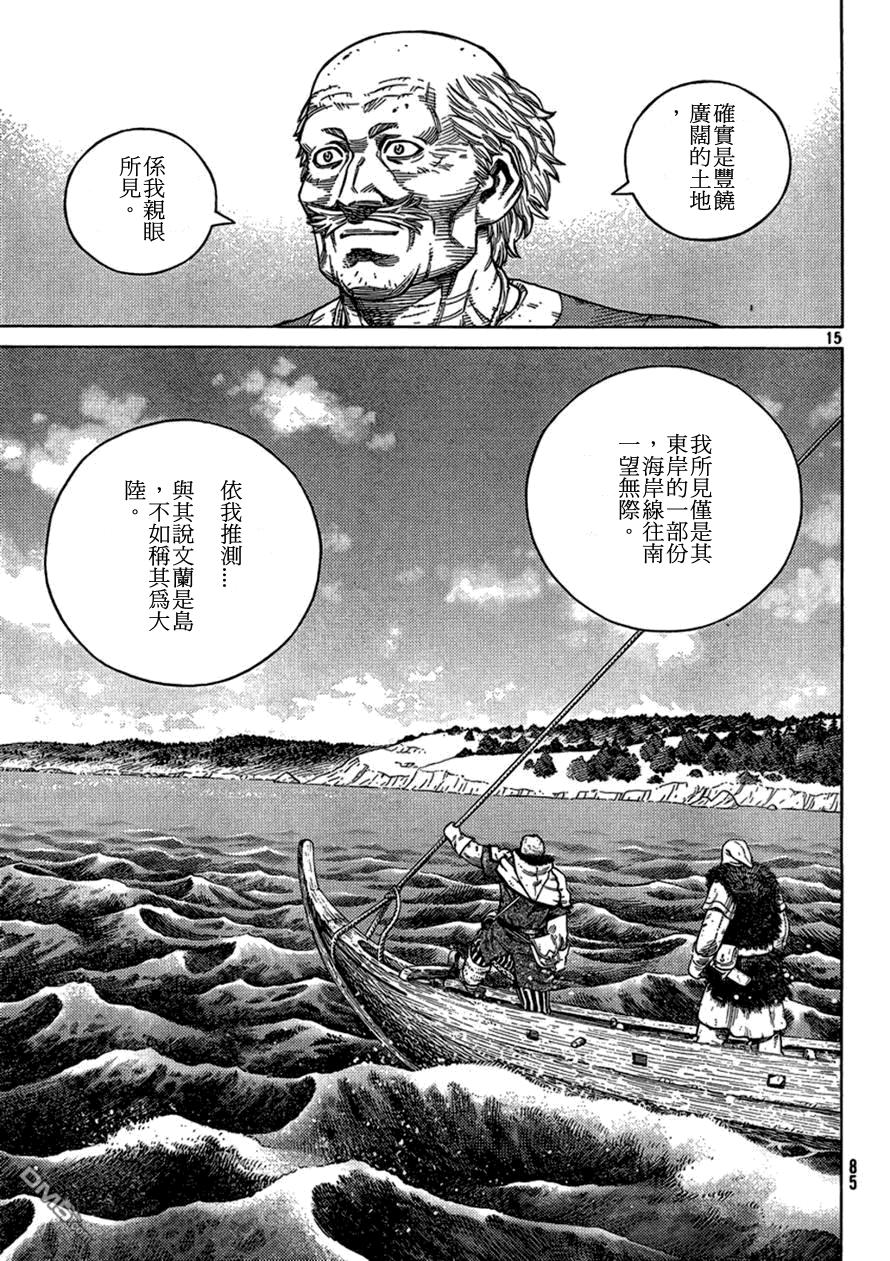 確實是豐饒
廣闊的土地
，
係我親眼
所見。
15
我所見僅是其
東岸的一部份
，海岸線往南
一望無際。
依我推測…
與其說文蘭是島
，不如稱其為大
陸。
85
DM5